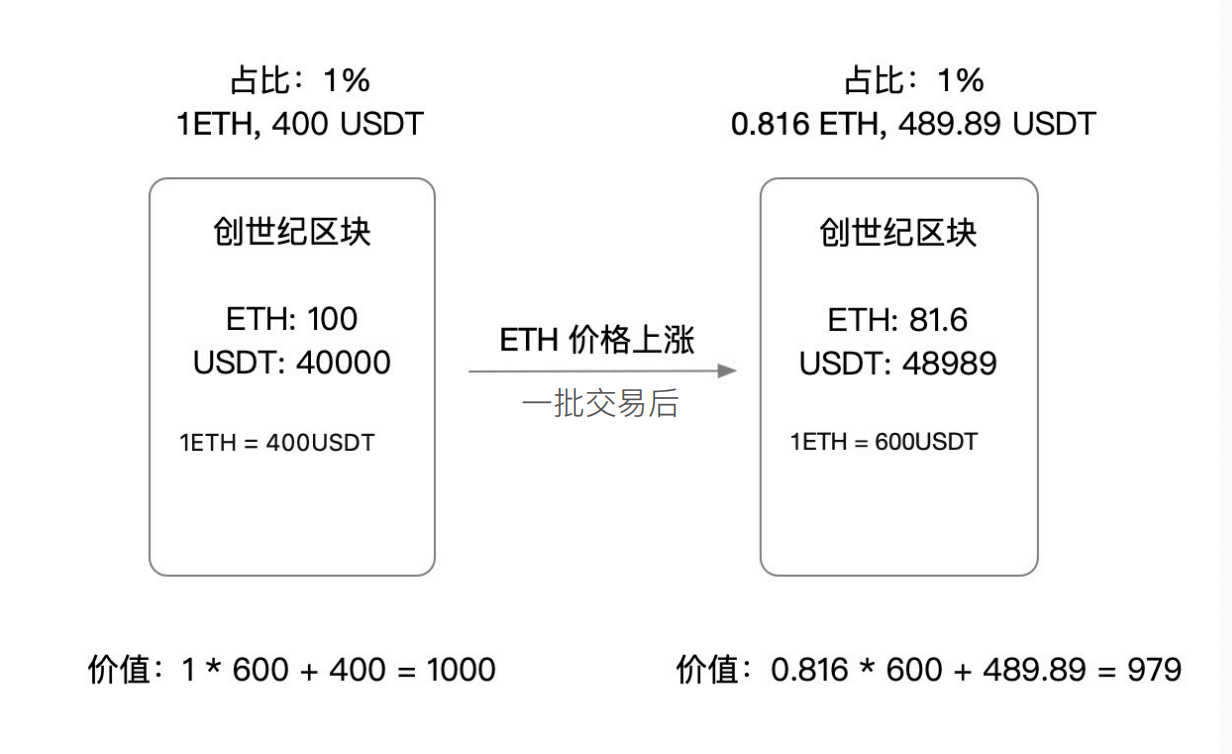 占比：1%
1ETH, 400 USDT
创世纪区块
ETH: 100
USDT: 40000
1ETH = 400USDT
价值：1 * 600 + 400 = 1000
ETH 价格上涨
一批交易后
占比：1%
0.816 ETH, 489.89 USDT
创世纪区块
ETH: 81.6
USDT: 48989
1ETH = 600USDT
价值：0.816 * 600 + 489.89 = 979